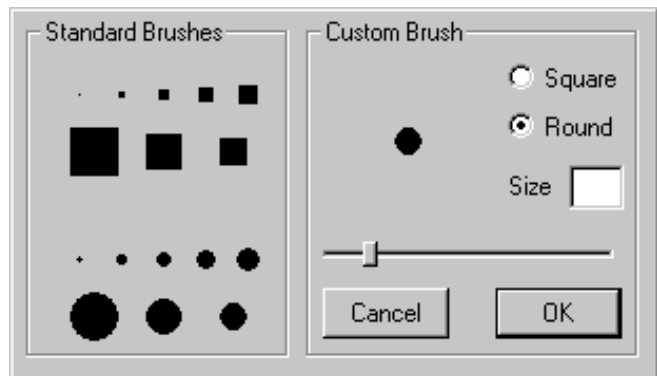 Standard Brushes
Custom Brush
Square
Round
Size
Cancel
OK